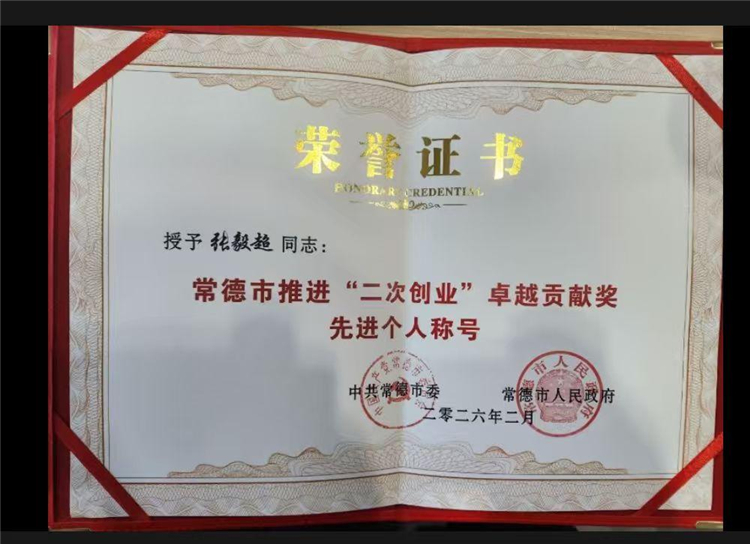 荣誉证书
HONORARY CREDENTIAL
授予 张毅超 同志：
常德市推进“二次创业”卓越贡献奖
先进个人称号
中共常德市委 常德市人民政府
二零二六年二月